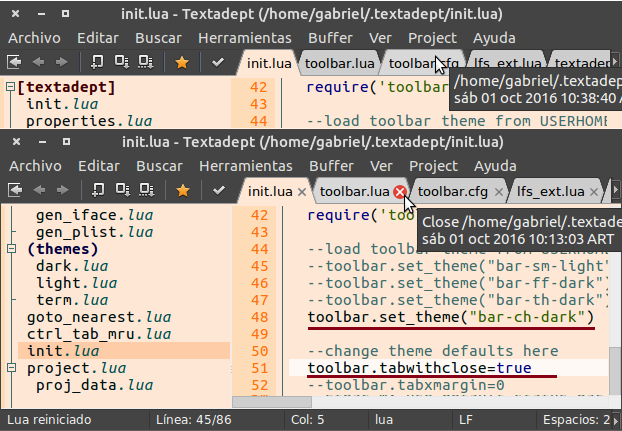 init.lua - Textadept (/home/gabriel/.textadept/init.lua)
Archivo Editar Buscar Herramientas Buffer Ver Project Ayuda
init.lua toolbar.lua toolbar.cfg lfs_ext.lua textadep
[textadept] 42 require('toolbar
/home/gabriel/.textadept/
init.lua 43
sáb 01 oct 2016 10:38:40 A
properties.lua 44 --load toolbar theme from USERHOME
init.lua - Textadept (/home/gabriel/.textadept/init.lua)
Archivo Editar Buscar Herramientas Buffer Ver Project Ayuda
init.lua toolbar.lua toolbar.cfg lfs_ext.lua
gen_iface.lua 42 require('too
Close /home/gabriel/.textade
gen_plist.lua 43
sáb 01 oct 2016 10:13:03 ART
(themes) 44 --load toolbar theme from USERHOME
dark.lua 45 --toolbar.set_theme("bar-sm-light"
light.lua 46 --toolbar.set_theme("bar-ff-dark")
term.lua 47 --toolbar.set_theme("bar-th-dark")
goto_nearest.lua 48 toolbar.set_theme("bar-ch-dark")
ctrl_tab_mru.lua 49
init.lua 50 --change theme defaults here
project.lua 51 toolbar.tabwithclose=true
proj_data.lua 52 --toolbar.tabxmargin=0
Lua reiniciado Línea: 45/86 Col: 5 lua LF Espacios: 2